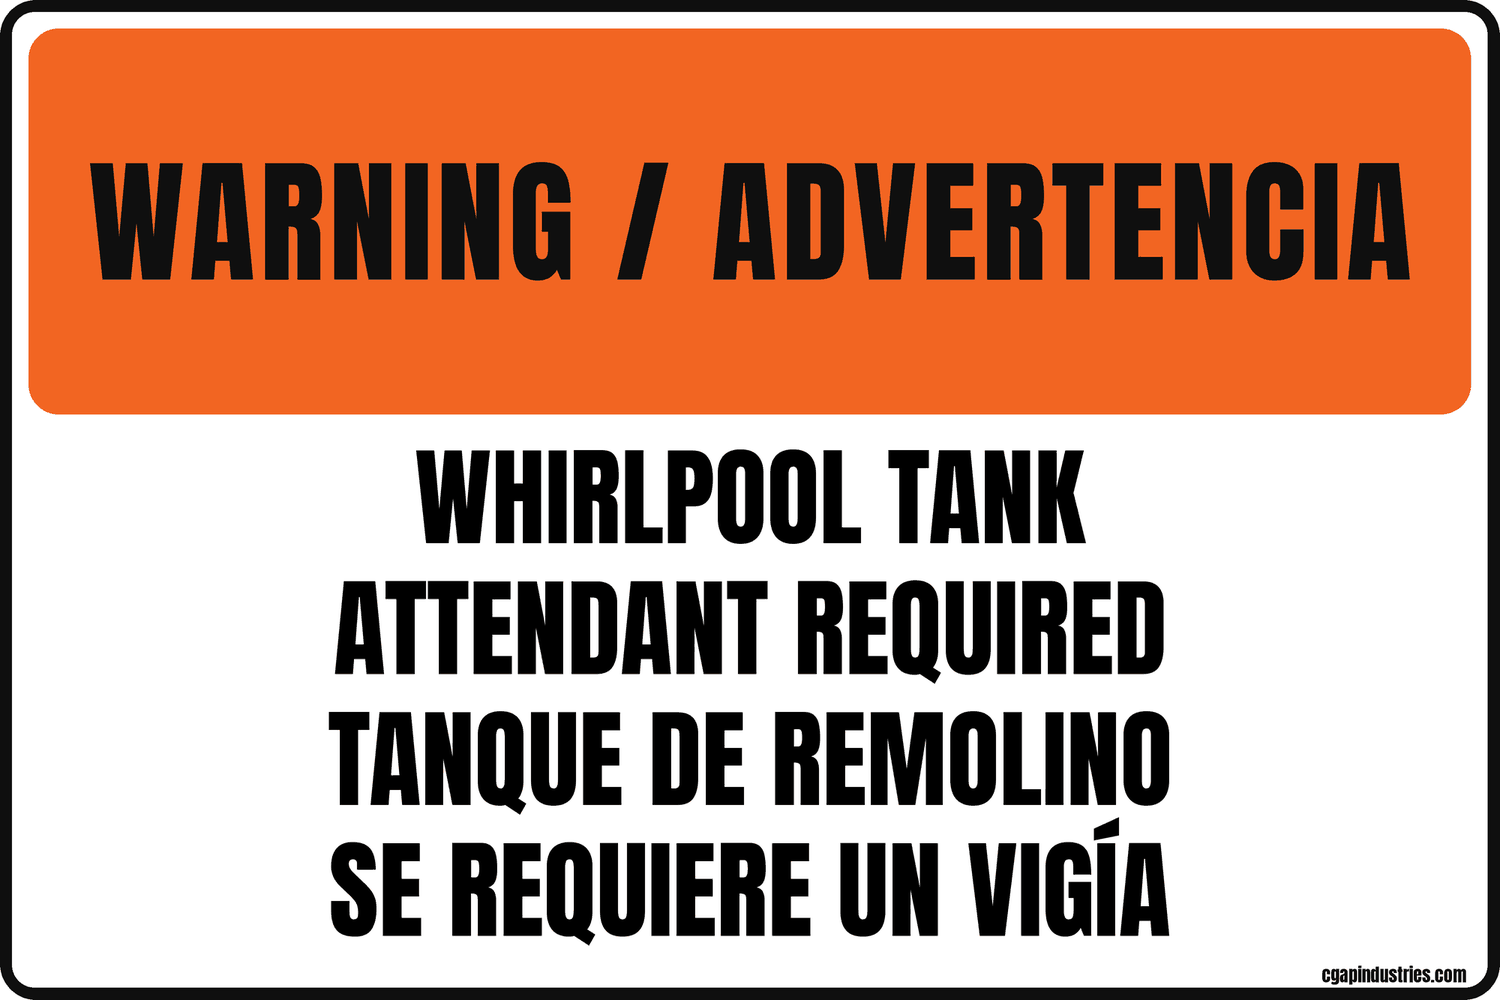 WARNING / ADVERTENCIA
WHIRLPOOL TANK
ATTENDANT REQUIRED
TANQUE DE REMOLINO
SE REQUIERE UN VIGÍA
cgapindustries.com